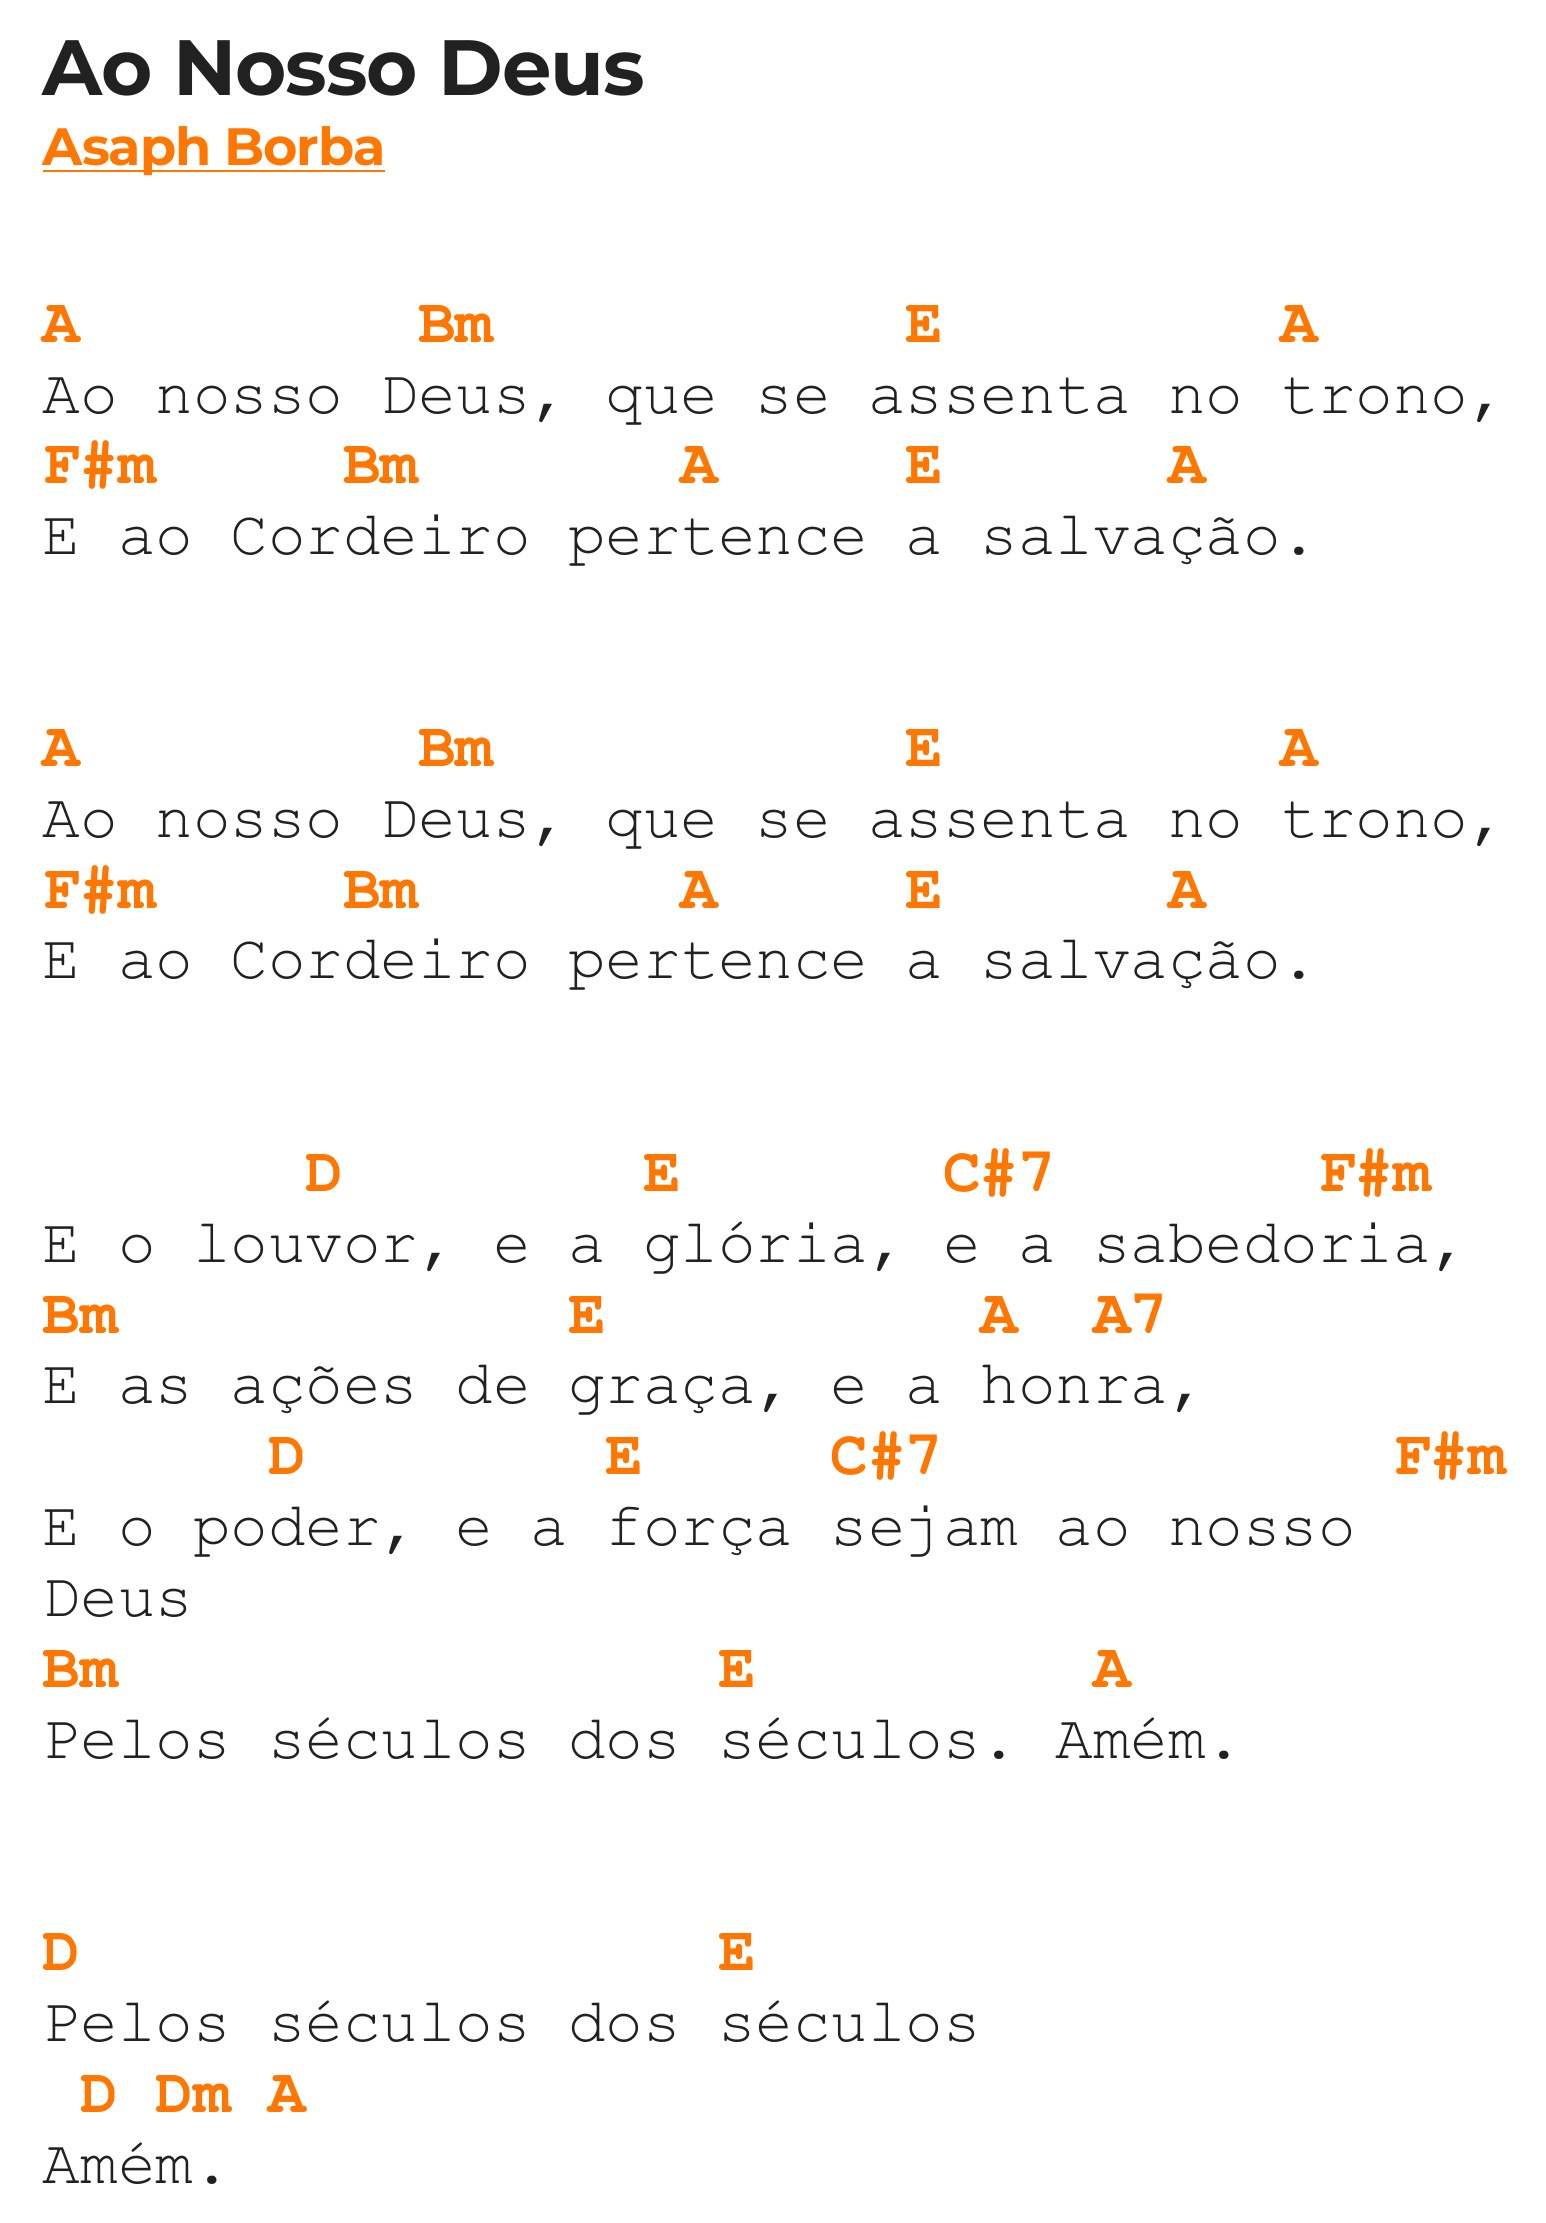 Ao Nosso Deus
Asaph Borba
A         Bm           E         A
Ao nosso Deus, que se assenta no trono,
F#m     Bm       A     E      A
E ao Cordeiro pertence a salvação.
A         Bm           E         A
Ao nosso Deus, que se assenta no trono,
F#m     Bm       A     E      A
E ao Cordeiro pertence a salvação.
       D        E       C#7       F#m
E o louvor, e a glória, e a sabedoria,
Bm            E          A  A7
E as ações de graça, e a honra,
      D        E     C#7            F#m
E o poder, e a força sejam ao nosso
Deus
Bm                E         A
Pelos séculos dos séculos. Amém.
D                 E
Pelos séculos dos séculos
 D Dm A
Amém.